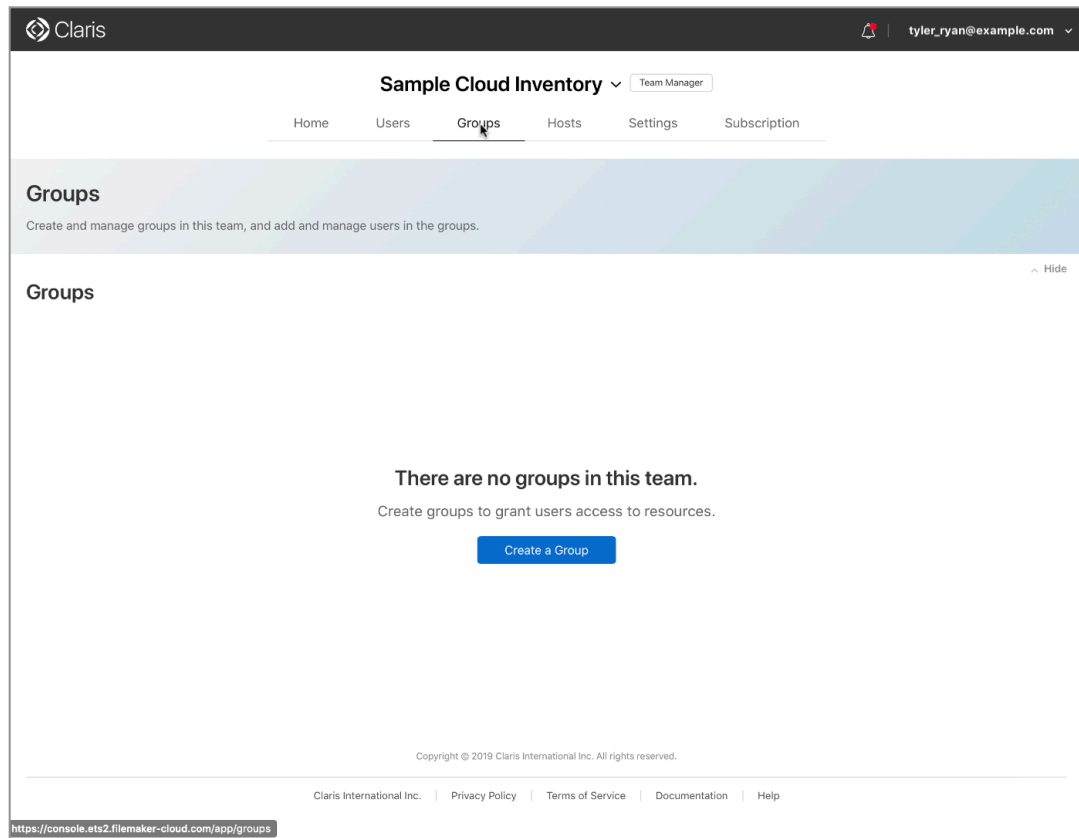 Claris
tyler_ryan@example.com
Sample Cloud Inventory
Team Manager
Home Users Groups Hosts Settings Subscription
Groups
Create and manage groups in this team, and add and manage users in the groups.
Hide
Groups
There are no groups in this team.
Create groups to grant users access to resources.
Create a Group
Copyright © 2019 Claris International Inc. All rights reserved.
Claris International Inc. | Privacy Policy | Terms of Service | Documentation | Help
https://console.ets2.filemaker-cloud.com/app/groups